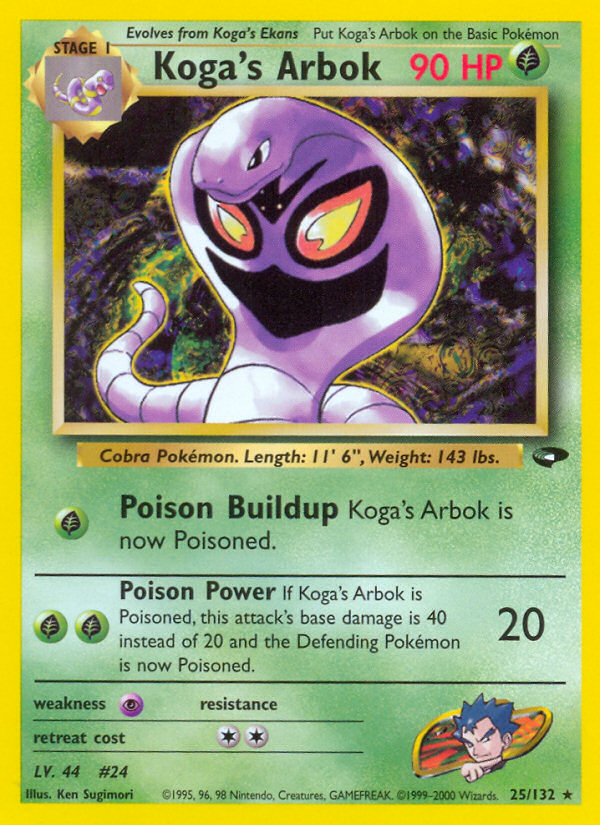 Evolves from Koga's Ekans Put Koga's Arbok on the Basic Pokémon
STAGE 1
Koga's Arbok 90 HP
Cobra Pokémon. Length: 11' 6", Weight: 143 lbs.
Poison Buildup Koga's Arbok is
now Poisoned.
Poison Power If Koga's Arbok is
Poisoned, this attack's base damage is 40
instead of 20 and the Defending Pokémon
is now Poisoned.
20
weakness resistance
retreat cost
LV. 44 #24
Illus. Ken Sugimori ©1995, 96, 98 Nintendo, Creatures, GAMEFREAK. ©1999-2000 Wizards. 25/132 ★